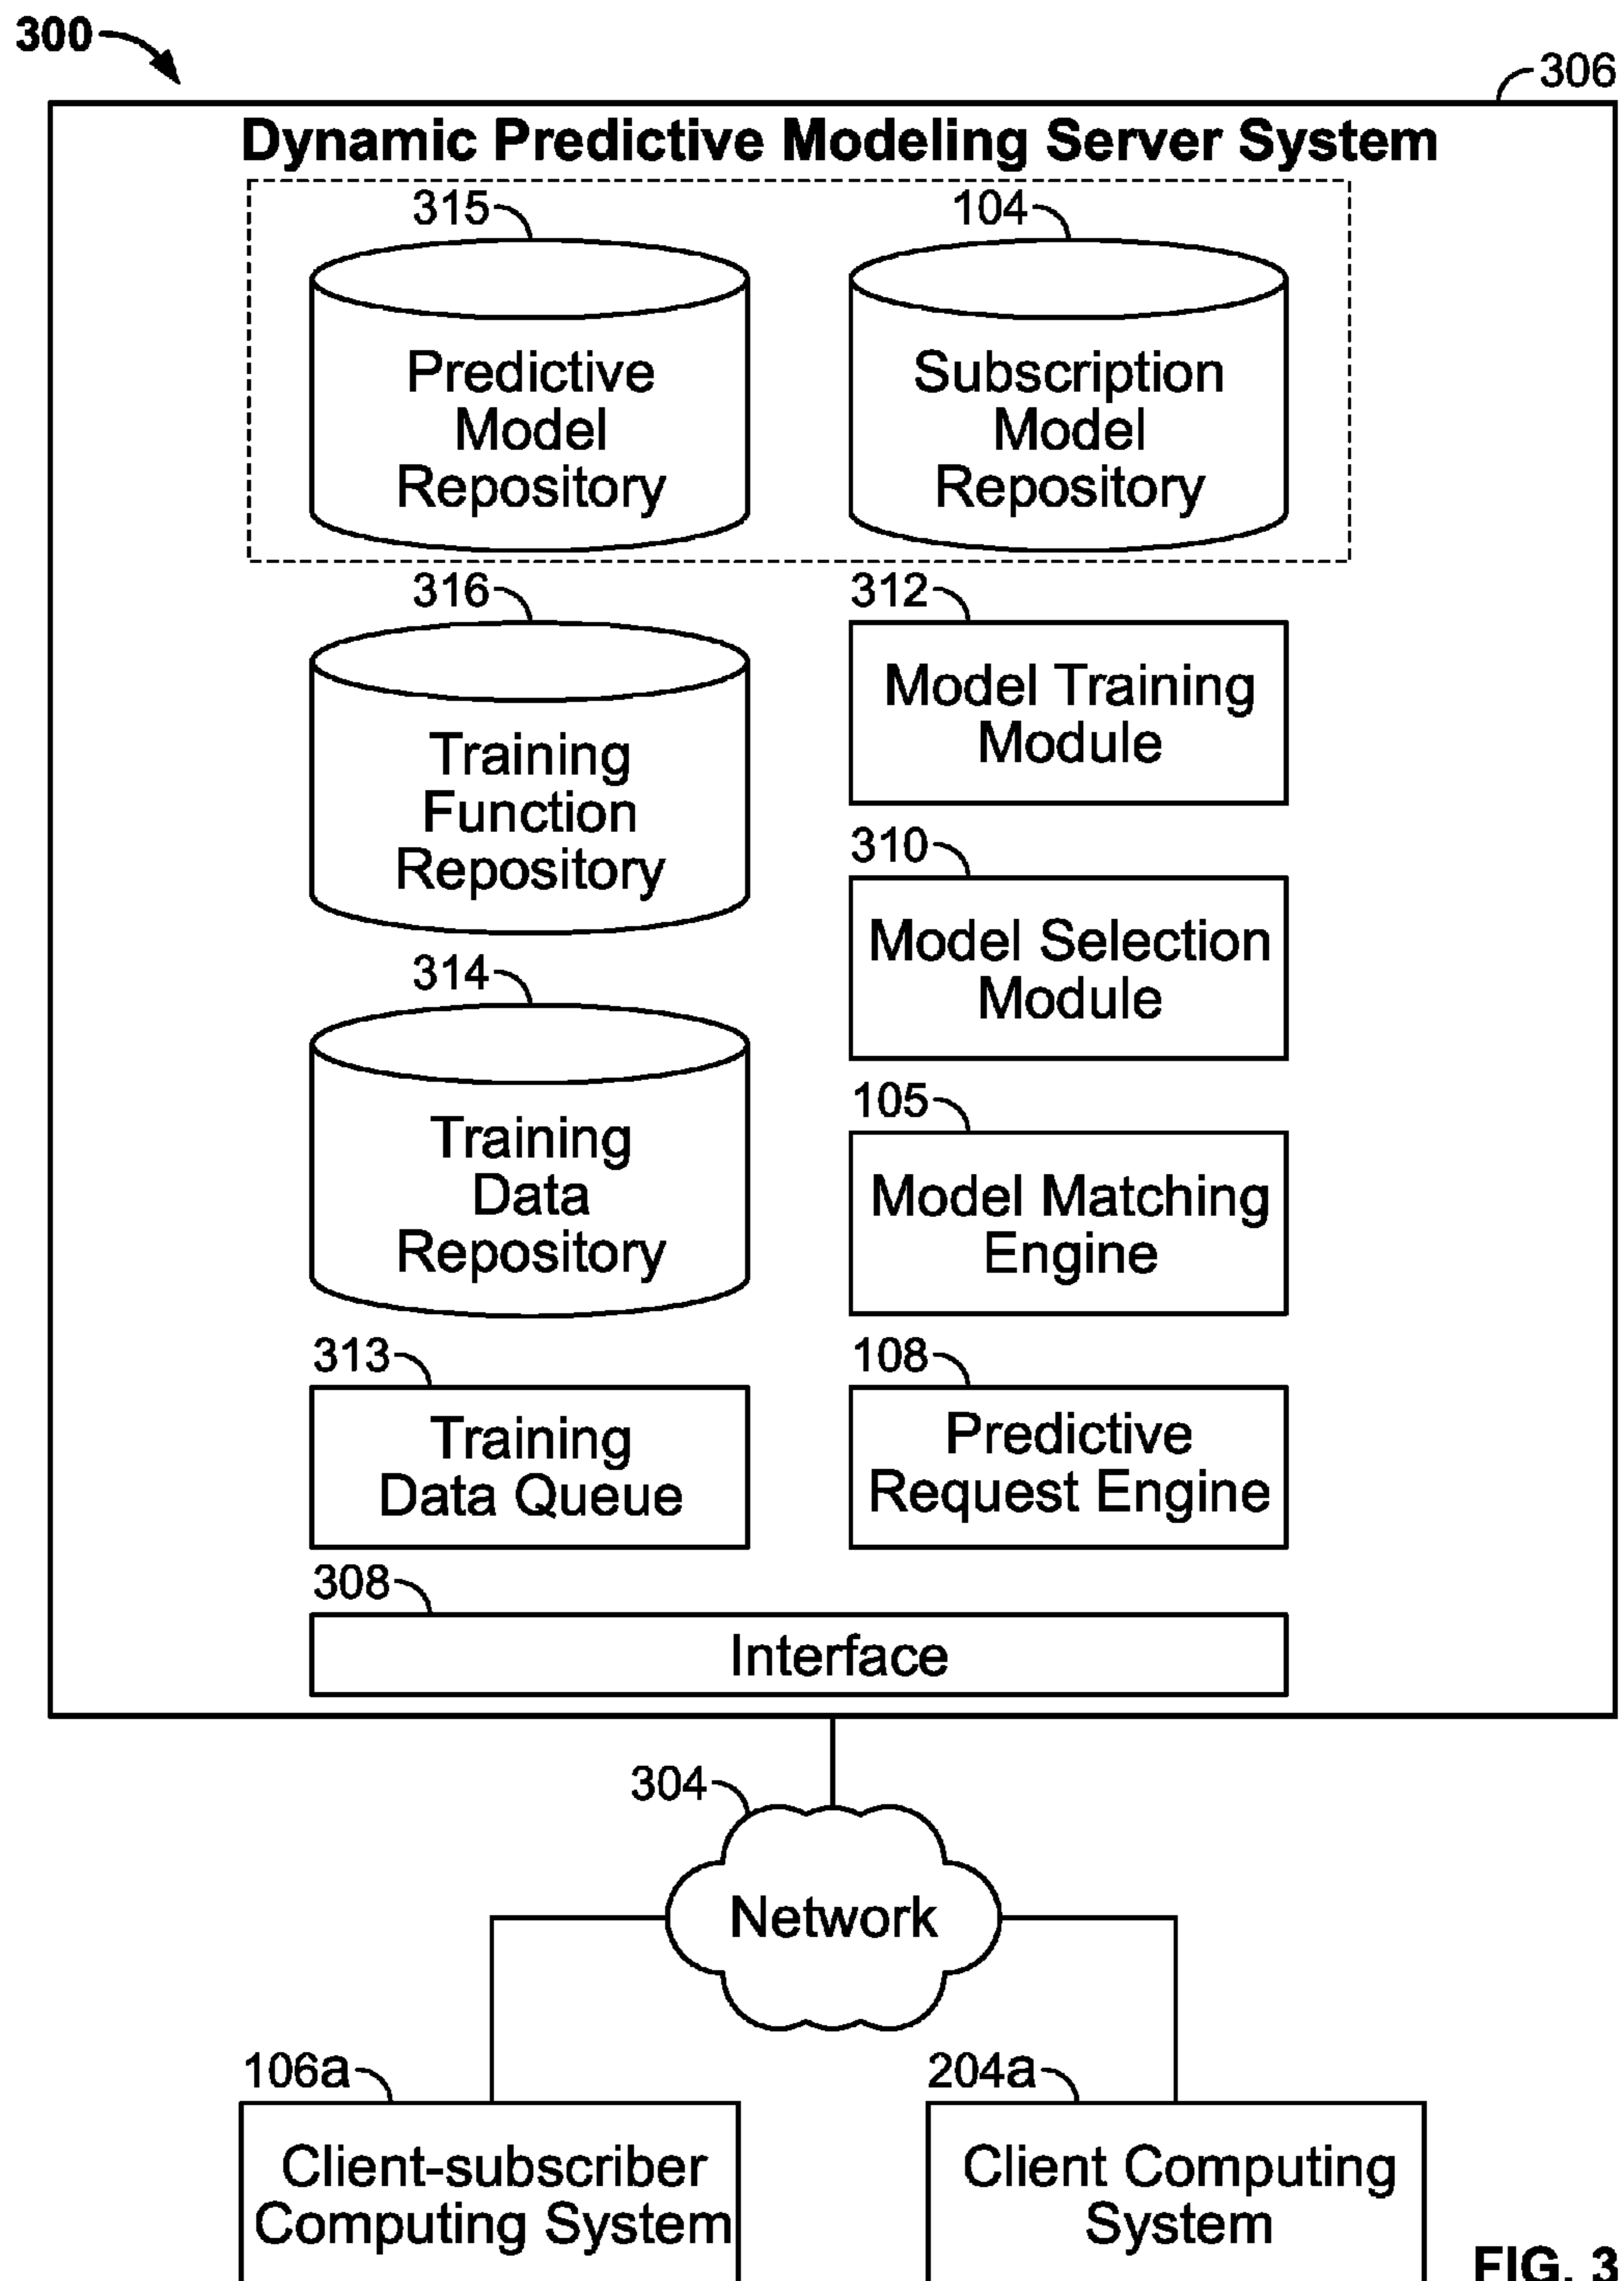 300
306
Dynamic Predictive Modeling Server System
315
104
Predictive
Model
Repository
Subscription
Model
Repository
316
312
Training
Function
Repository
Model Training
Module
310
Model Selection
Module
314
Training
Data
Repository
105
Model Matching
Engine
313
108
Training
Data Queue
Predictive
Request Engine
308
Interface
304
Network
106a
204a
Client-subscriber
Computing System
Client Computing
System
FIG. 3